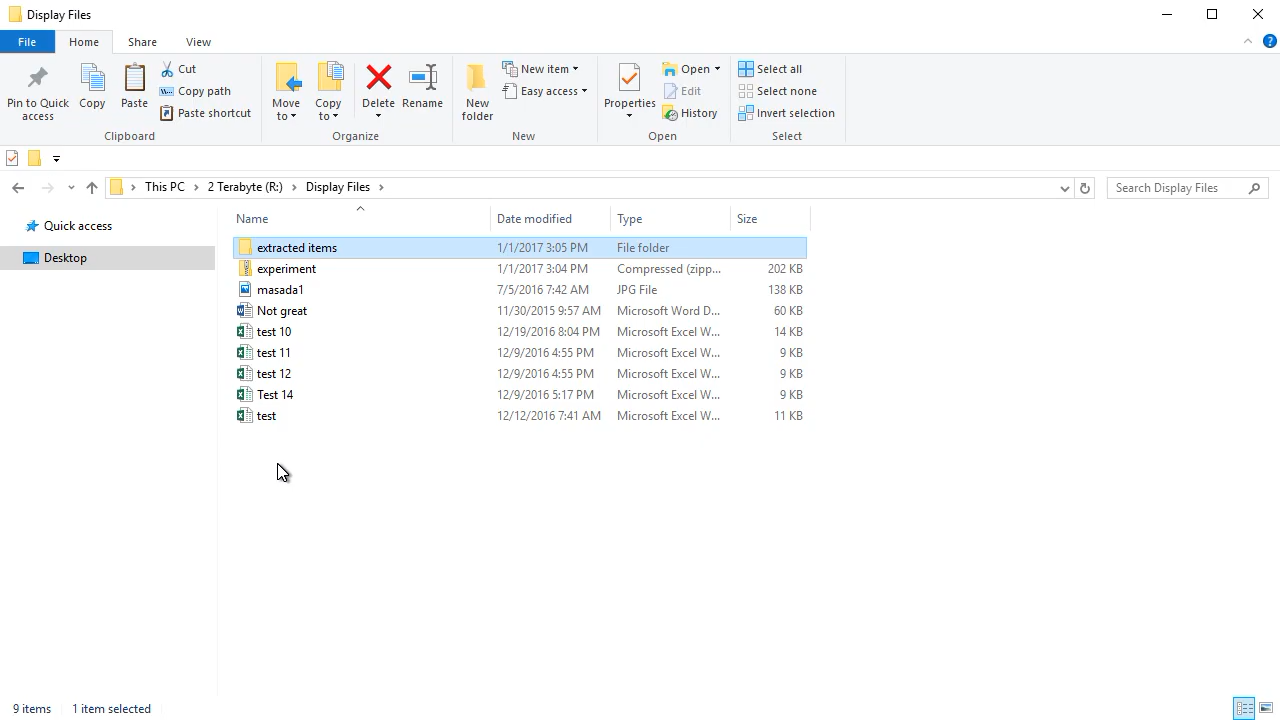 Display Files
File Home Share View
Pin to Quick access
Copy
Paste
Cut
Copy path
Paste shortcut
Clipboard
Move to
Copy to
Delete
Rename
Organize
New folder
New item
Easy access
New
Properties
Open
Edit
History
Open
Select all
Select none
Invert selection
Select
This PC 2 Terabyte (R:) Display Files
Search Display Files
Quick access
Desktop
Name Date modified Type Size
extracted items 1/1/2017 3:05 PM File folder
experiment 1/1/2017 3:04 PM Compressed (zipp... 202 KB
masada1 7/5/2016 7:42 AM JPG File 138 KB
Not great 11/30/2015 9:57 AM Microsoft Word D... 60 KB
test 10 12/19/2016 8:04 PM Microsoft Excel W... 14 KB
test 11 12/9/2016 4:55 PM Microsoft Excel W... 9 KB
test 12 12/9/2016 4:55 PM Microsoft Excel W... 9 KB
Test 14 12/9/2016 5:17 PM Microsoft Excel W... 9 KB
test 12/12/2016 7:41 AM Microsoft Excel W... 11 KB
9 items 1 item selected